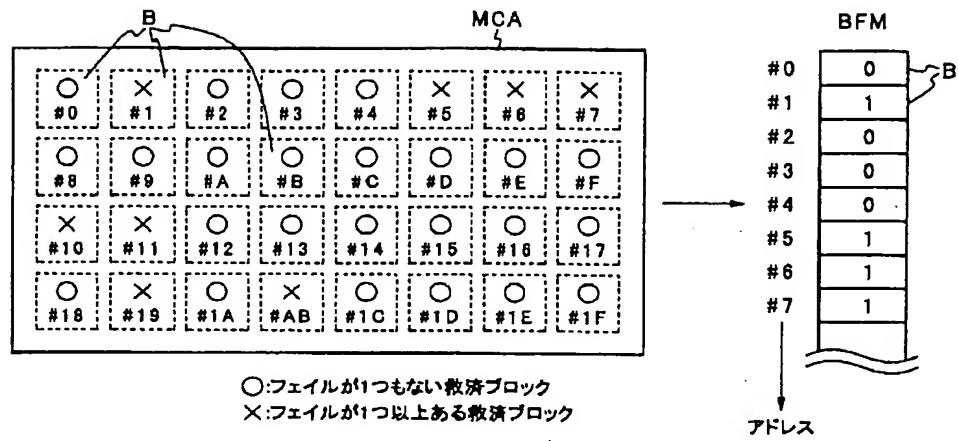 B MCA BFM
#0 #1 #2 #3 #4 #5 #6 #7
#8 #9 #A #B #C #D #E #F
#10 #11 #12 #13 #14 #15 #16 #17
#18 #19 #1A #AB #1C #1D #1E #1F
○:フェイルが1つもない救済ブロック
×:フェイルが1つ以上ある救済ブロック
#0 0 B
#1 1
#2 0
#3 0
#4 0
#5 1
#6 1
#7 1
アドレス